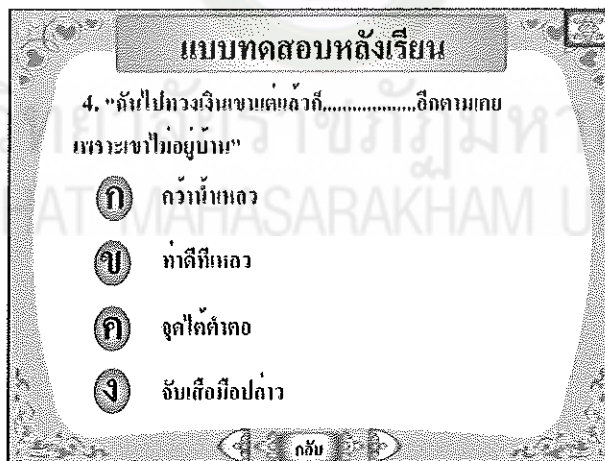 แบบทดสอบหลังเรียน
4. "ฉันไปทวงเงินเขาแต่แล้วก็..................อีกตามเคย
เพราะเขาไม่อยู่บ้าน"
ก คว้าน้ำเหลว
ข ท่าดีทีเหลว
ค จุดไต้ตำตอ
ง จับเสือมือเปล่า
กลับ